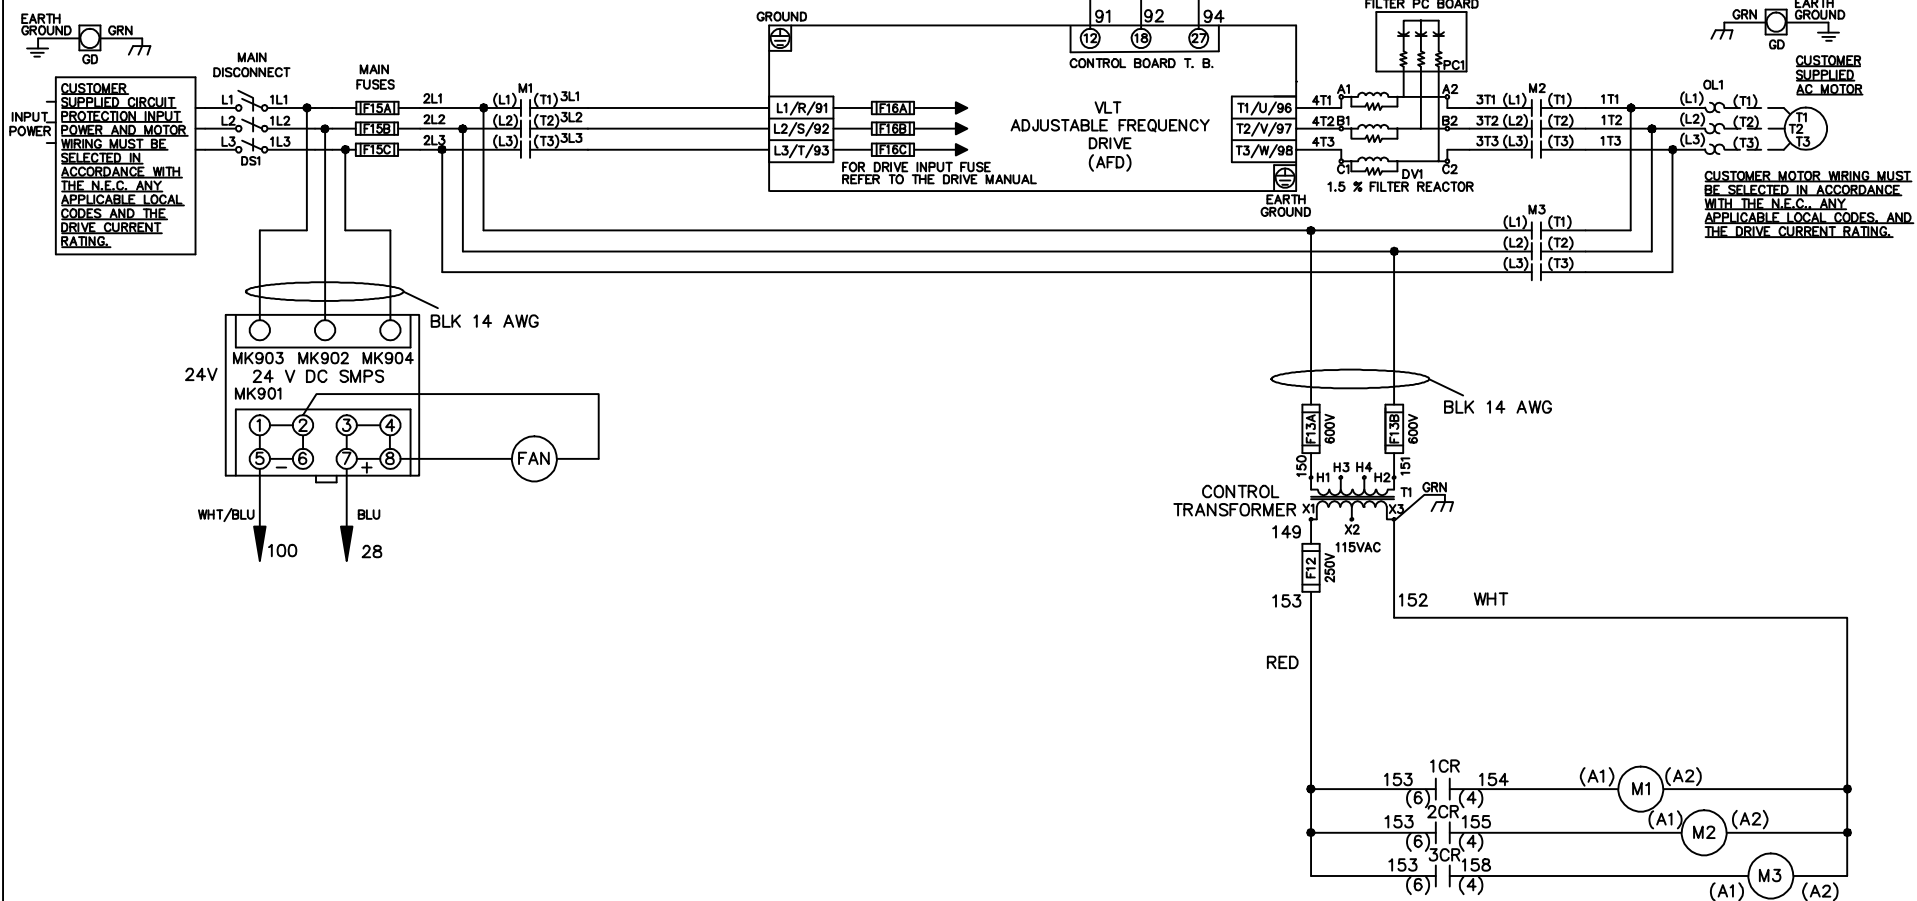 EARTH
GROUND
GRN
GD
GROUND
91 92 94
12 18 27
CONTROL BOARD T. B.
FILTER PC BOARD
PC1
EARTH
GROUND
GRN
GD
CUSTOMER
SUPPLIED
AC MOTOR
INPUT
POWER
CUSTOMER
SUPPLIED CIRCUIT
PROTECTION INPUT
POWER AND MOTOR
WIRING MUST BE
SELECTED IN
ACCORDANCE WITH
THE N.E.C. ANY
APPLICABLE LOCAL
CODES AND THE
DRIVE CURRENT
RATING.
MAIN
DISCONNECT
MAIN
FUSES
M1
L1 1L1 F15A 2L1 (L1) (T1) 3L1
L2 1L2 F15B 2L2 (L2) (T2) 3L2
L3 1L3 F15C 2L3 (L3) (T3) 3L3
DS1
L1/R/91 F16A
L2/S/92 F16B
L3/T/93 F16C
FOR DRIVE INPUT FUSE
REFER TO THE DRIVE MANUAL
VLT
ADJUSTABLE FREQUENCY
DRIVE
(AFD)
T1/U/96 4T1 A1 A2
T2/V/97 4T2 B1 B2
T3/W/98 4T3 C1 C2
DV1
1.5 % FILTER REACTOR
EARTH
GROUND
M2
3T1 (L1) (T1) 1T1
3T2 (L2) (T2) 1T2
3T3 (L3) (T3) 1T3
OL1
(L1) (T1) T1
(L2) (T2) T2
(L3) (T3) T3
CUSTOMER MOTOR WIRING MUST
BE SELECTED IN ACCORDANCE
WITH THE N.E.C., ANY
APPLICABLE LOCAL CODES, AND
THE DRIVE CURRENT RATING.
M3
(L1) (T1)
(L2) (T2)
(L3) (T3)
BLK 14 AWG
MK903 MK902 MK904
24V
24 V DC SMPS
MK901
1 2 3 4
5 - 6 7 + 8
FAN
WHT/BLU
BLU
100
28
BLK 14 AWG
F13A
600V
F13B
600V
150
151
H1 H3 H4 H2
T1
GRN
CONTROL
TRANSFORMER
X1 X3
149
X2
115VAC
F12
250V
153
152
WHT
RED
1CR
153 154 (A1) M1 (A2)
(6) (4)
2CR
153 155 (A1) M2 (A2)
(6) (4)
3CR
153 158 M3
(6) (4) (A1) (A2)